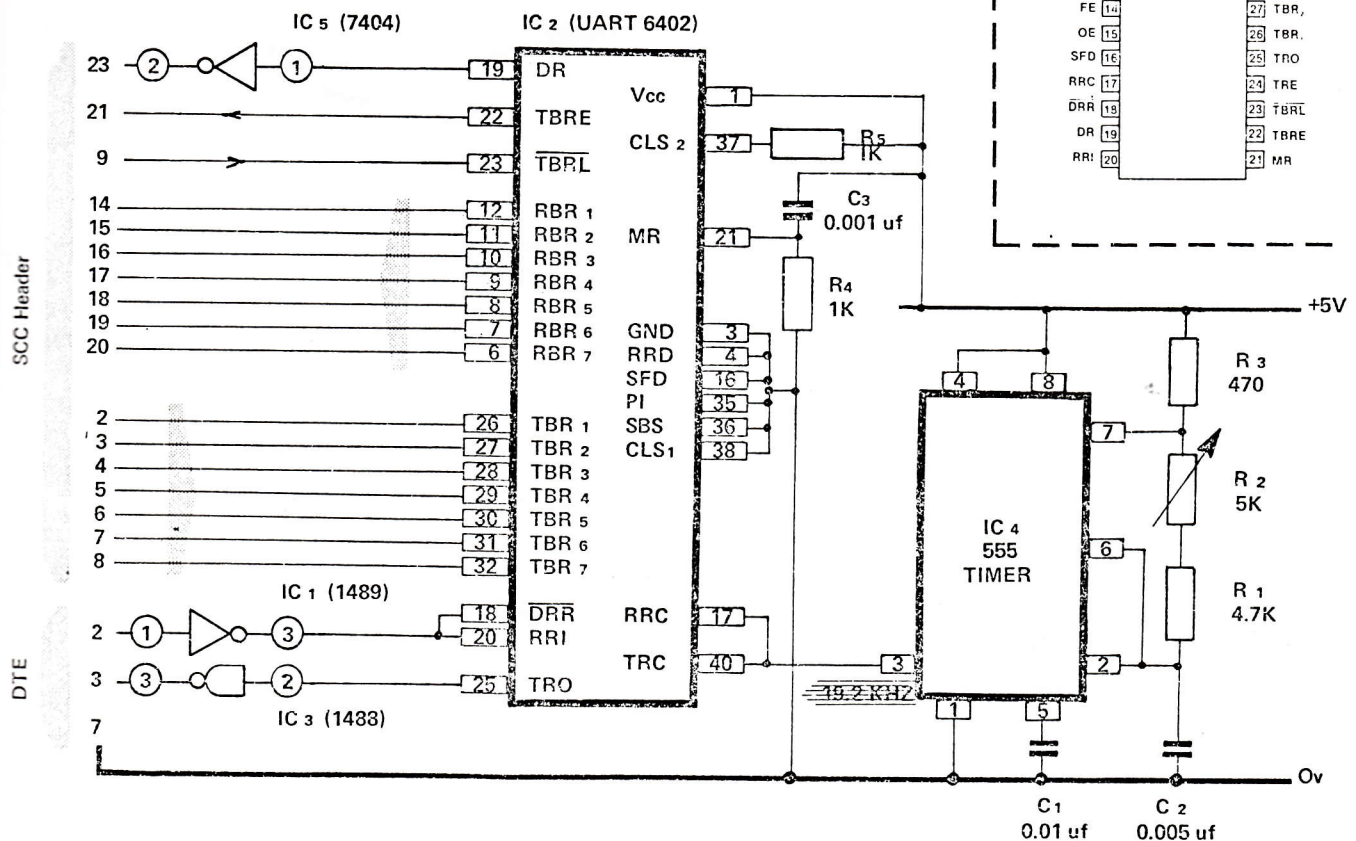 IC 5 (7404)
IC 2 (UART 6402)
FE 14
OE 15
SFD 16
RRC 17
DRR 18
DR 19
RRI 20
27 TBR,
26 TBR.
25 TRO
24 TRE
23 TBRL
22 TBRE
21 MR
SCC Header
23 2 1 19 DR
21 22 TBRE
9 23 TBRL
14 12 RBR 1
15 11 RBR 2
16 10 RBR 3
17 9 RBR 4
18 8 RBR 5
19 7 RBR 6
20 6 RBR 7
2 26 TBR 1
3 27 TBR 2
4 28 TBR 3
5 29 TBR 4
6 30 TBR 5
7 31 TBR 6
8 32 TBR 7
IC 1 (1489)
DTE
2 1 3 18 DRR
20 RRI
3 3 2 25 TRO
IC 3 (1488)
7
Vcc 1
CLS 2 37
R5
1K
C3
0.001 uf
MR 21
R4
1K
GND 3
RRD 4
SFD 16
PI 35
SBS 36
CLS1 38
RRC 17
TRC 40
19.2 KHZ
+5V
4 8
3
1 5
7
6
2
IC 4
555
TIMER
R 3
470
R 2
5K
R 1
4.7K
Ov
C1
0.01 uf
C 2
0.005 uf